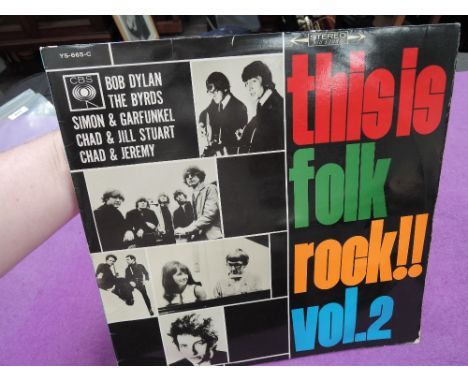 YS-665-C
CBS
BOB DYLAN
THE BYRDS
SIMON & GARFUNKEL
CHAD & JILL STUART
CHAD & JEREMY
STEREO
this is
folk
rock!!
vol.2